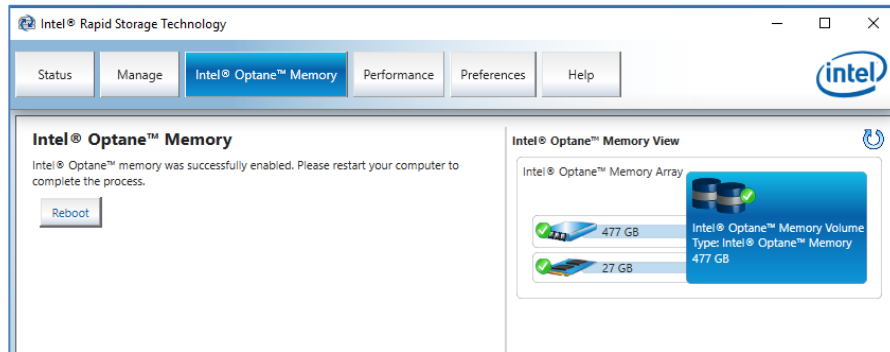 Intel® Rapid Storage Technology
Status
Manage
Intel® Optane™ Memory
Performance
Preferences
Help
intel
Intel® Optane™ Memory
Intel® Optane™ memory was successfully enabled. Please restart your computer to
complete the process.
Reboot
Intel® Optane™ Memory View
Intel® Optane™ Memory Array
477 GB
27 GB
Intel® Optane™ Memory Volume
Type: Intel® Optane™ Memory
477 GB